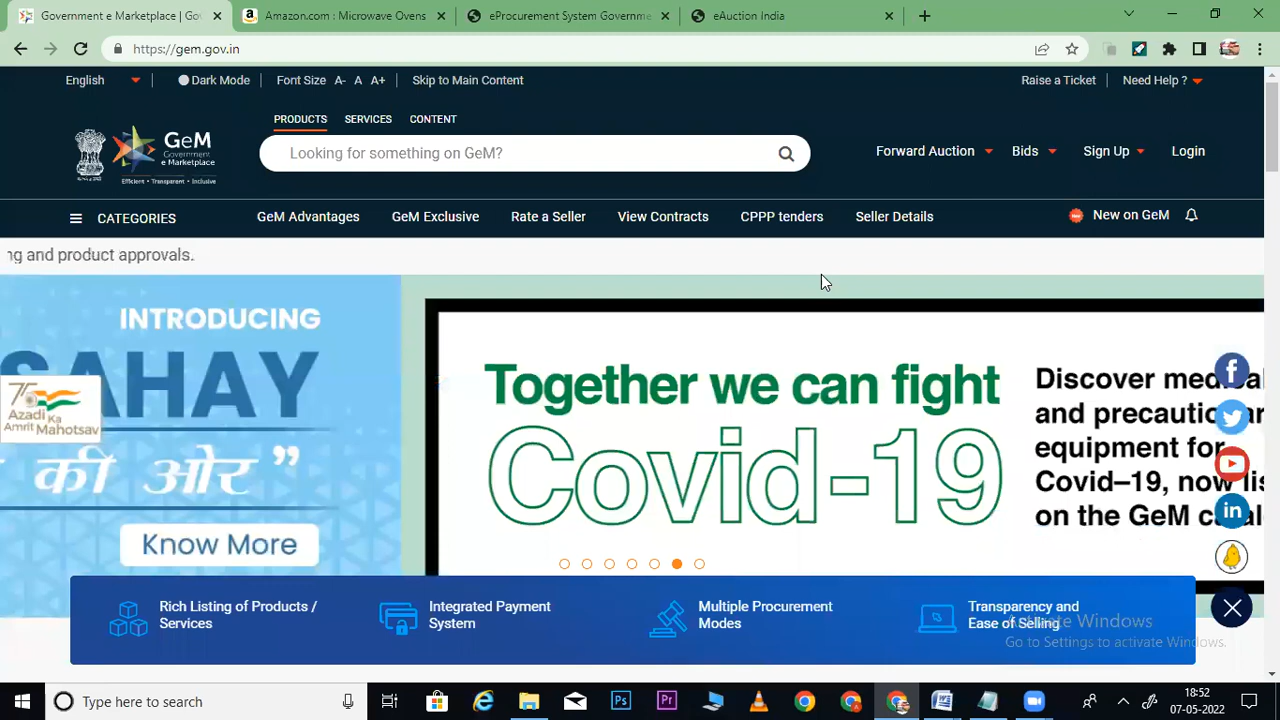 Government e Marketplace | Go
Amazon.com : Microwave Ovens
eProcurement System Governme
eAuction India
https://gem.gov.in
English
Dark Mode
Font Size A- A A+
Skip to Main Content
Raise a Ticket
Need Help ?
PRODUCTS SERVICES CONTENT
GeM
Government
e Marketplace
Efficient • Transparent • Inclusive
Looking for something on GeM?
Forward Auction
Bids
Sign Up
Login
CATEGORIES
GeM Advantages
GeM Exclusive
Rate a Seller
View Contracts
CPPP tenders
Seller Details
New on GeM
ng and product approvals.
INTRODUCING
SAHAY
की ओर ”
Know More
75
Azadi Ka
Amrit Mahotsav
Together we can fight
Covid-19
Discover medical
and precautionar
equipment for
Covid–19, now lis
on the GeM ca
Rich Listing of Products /
Services
Integrated Payment
System
Multiple Procurement
Modes
Transparency and
Ease of Selling
Activate Windows
Go to Settings to activate Windows.
Type here to search
18:52
07-05-2022